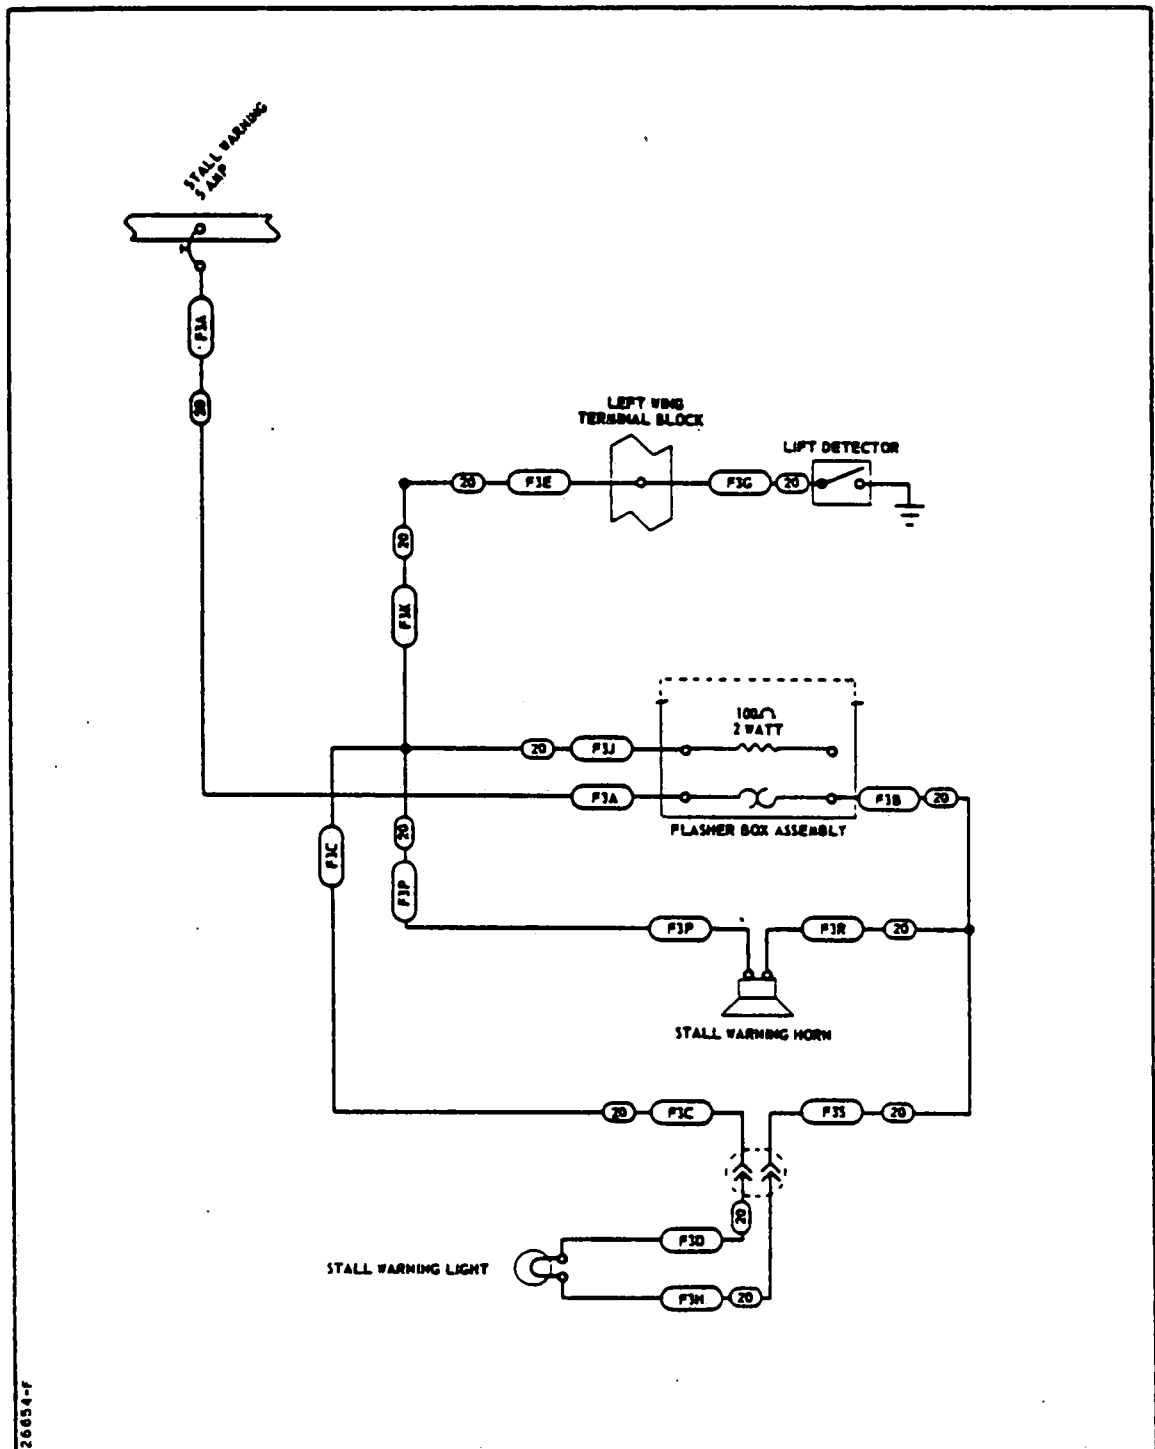 STALL WARNING
5 AMP
F3A
20
LEFT WING
TERMINAL BLOCK
LIFT DETECTOR
20
F3E
F3G
20
20
F3K
100Ω
2 WATT
20
F3J
F3A
F3B
20
FLASHER BOX ASSEMBLY
F3C
20
F3P
F3P
F3R
20
STALL WARNING HORN
20
F3C
F3S
20
20
F3D
STALL WARNING LIGHT
F3H
20
26654-F